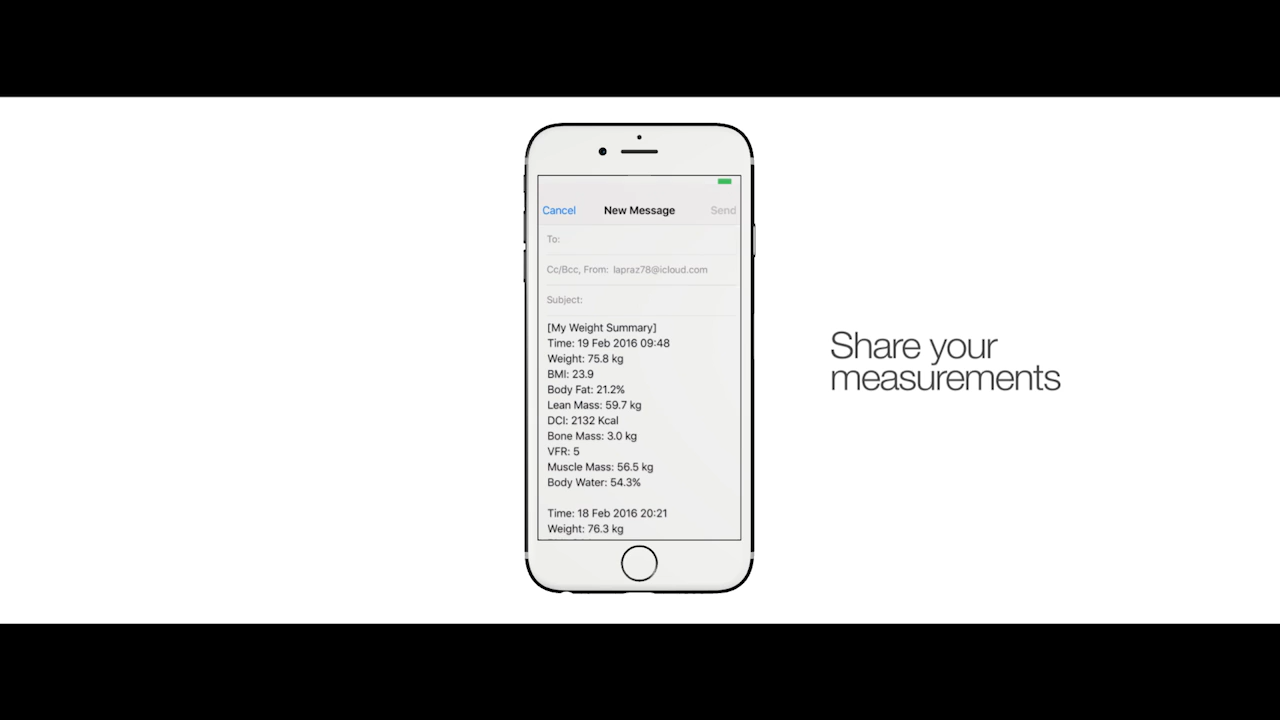 Cancel New Message Send
To:
Cc/Bcc, From: lapraz78@icloud.com
Subject:
[My Weight Summary]
Time: 19 Feb 2016 09:48
Weight: 75.8 kg
BMI: 23.9
Body Fat: 21.2%
Lean Mass: 59.7 kg
DCI: 2132 Kcal
Bone Mass: 3.0 kg
VFR: 5
Muscle Mass: 56.5 kg
Body Water: 54.3%
Time: 18 Feb 2016 20:21
Weight: 76.3 kg
Share your
measurements